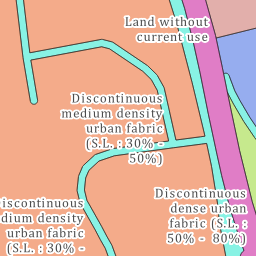 Land without
current use
Discontinuous
medium density
urban fabric
(S.L. : 30% -
50%)
Discontinuous
dense urban
fabric (S.L. :
50% - 80%)
iscontinuous
dium density
urban fabric
(S.L. : 30% -